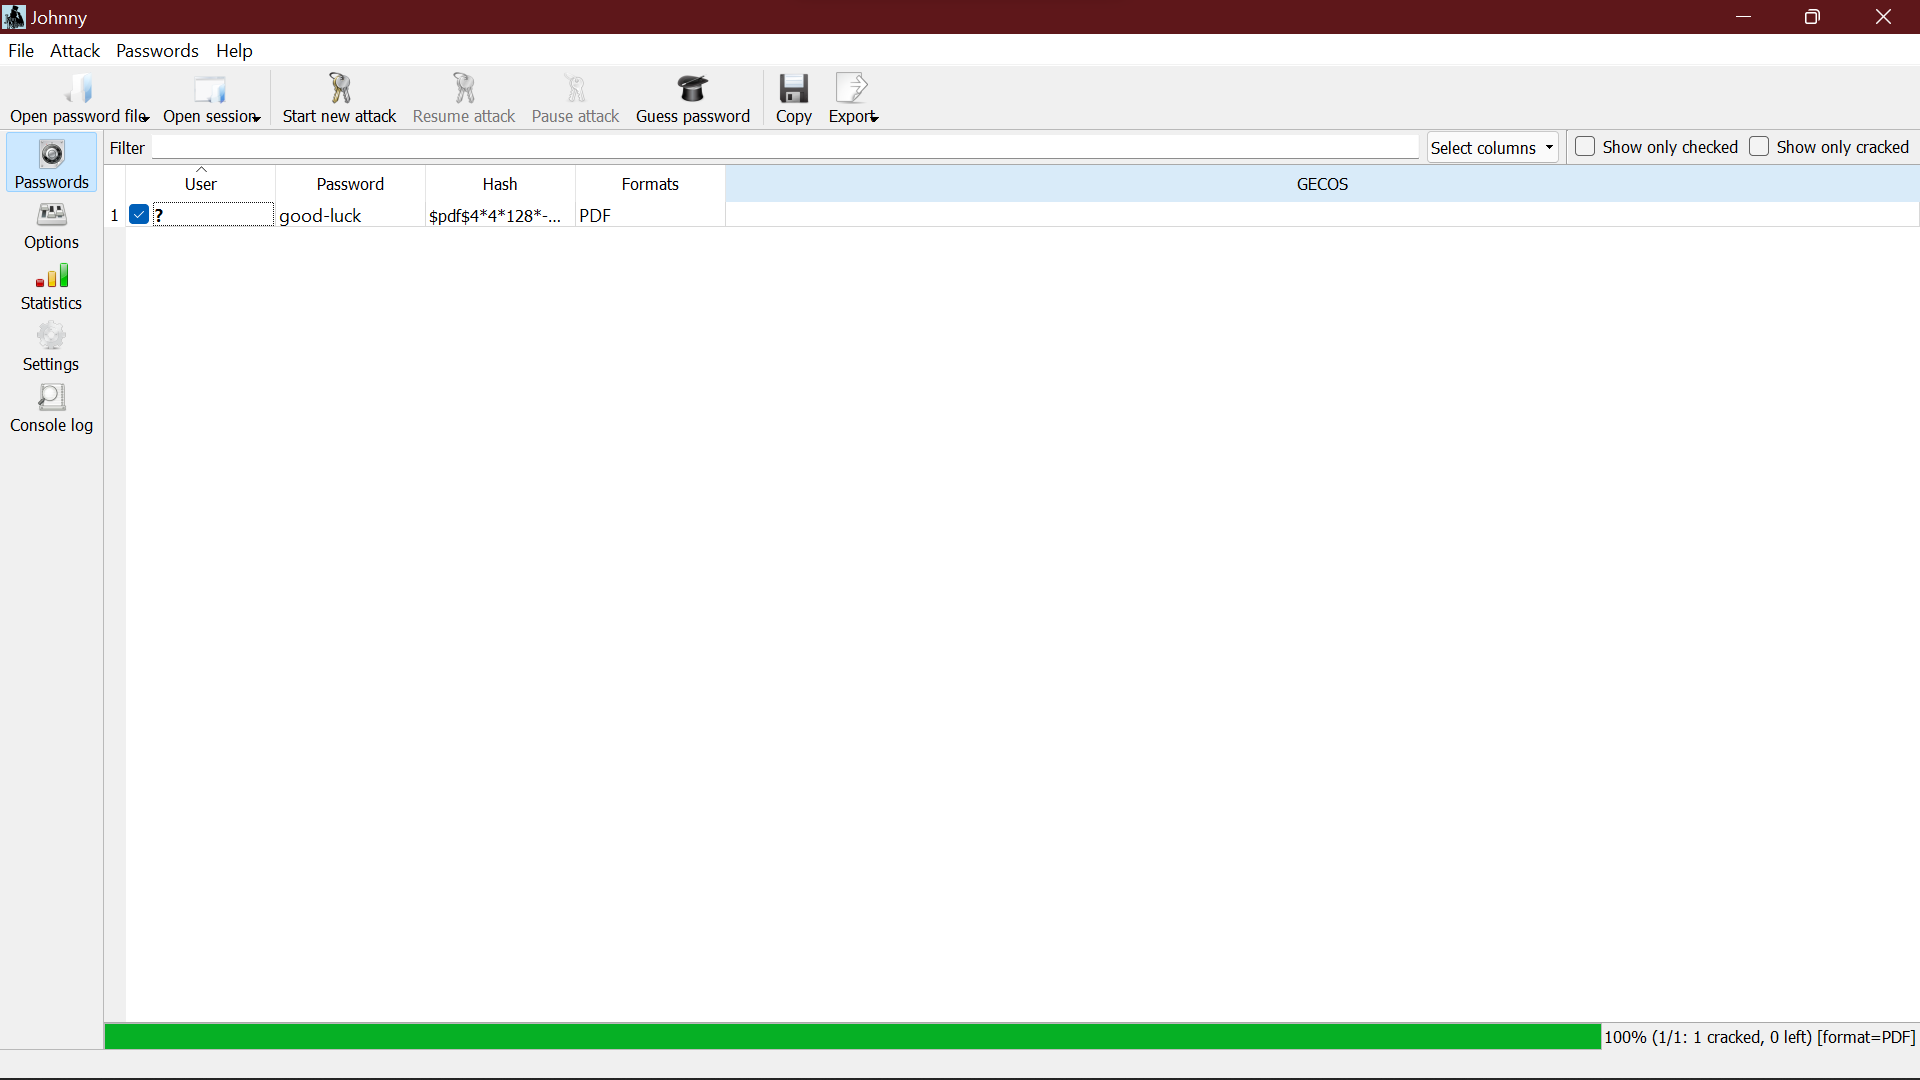 Johnny
File Attack Passwords Help
Open password file Open session Start new attack Resume attack Pause attack Guess password Copy Export
Passwords
Options
Statistics
Settings
Console log
Filter Select columns Show only checked Show only cracked
User Password Hash Formats GECOS
1 ? good-luck $pdf$4*4*128*-... PDF
100% (1/1: 1 cracked, 0 left) [format=PDF]